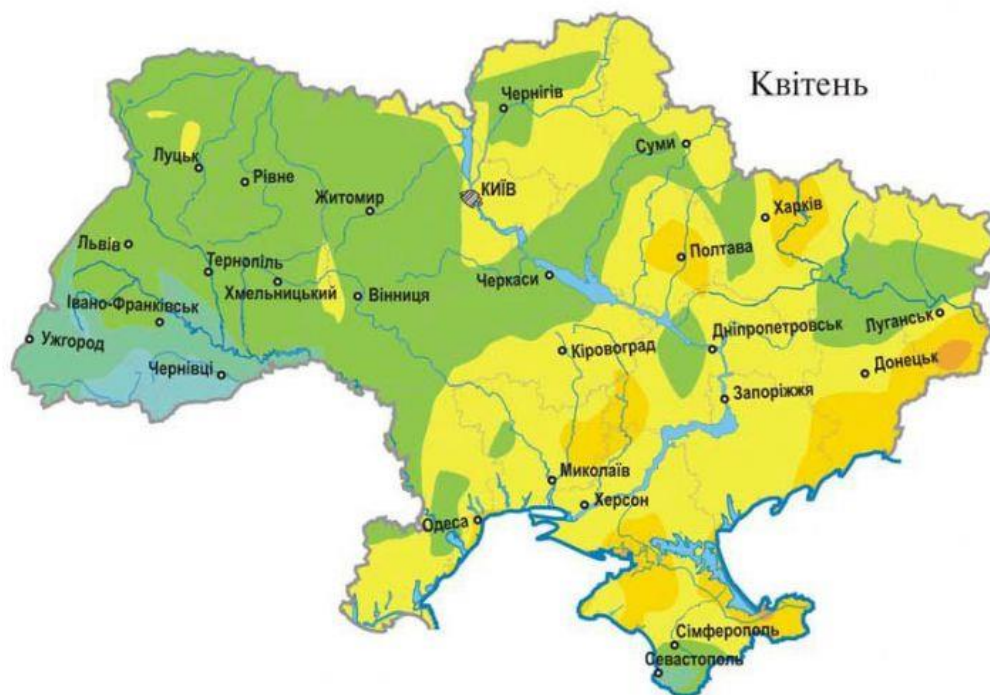 Квітень
Чернігів
Суми
Луцьк
Рівне
КИЇВ
Житомир
Харків
Львів
Полтава
Тернопіль
Черкаси
Хмельницький
Вінниця
Івано-Франківськ
Луганськ
Ужгород
Дніпропетровськ
Кіровоград
Чернівці
Донецьк
Запоріжжя
Миколаїв
Херсон
Одеса
Сімферополь
Севастополь